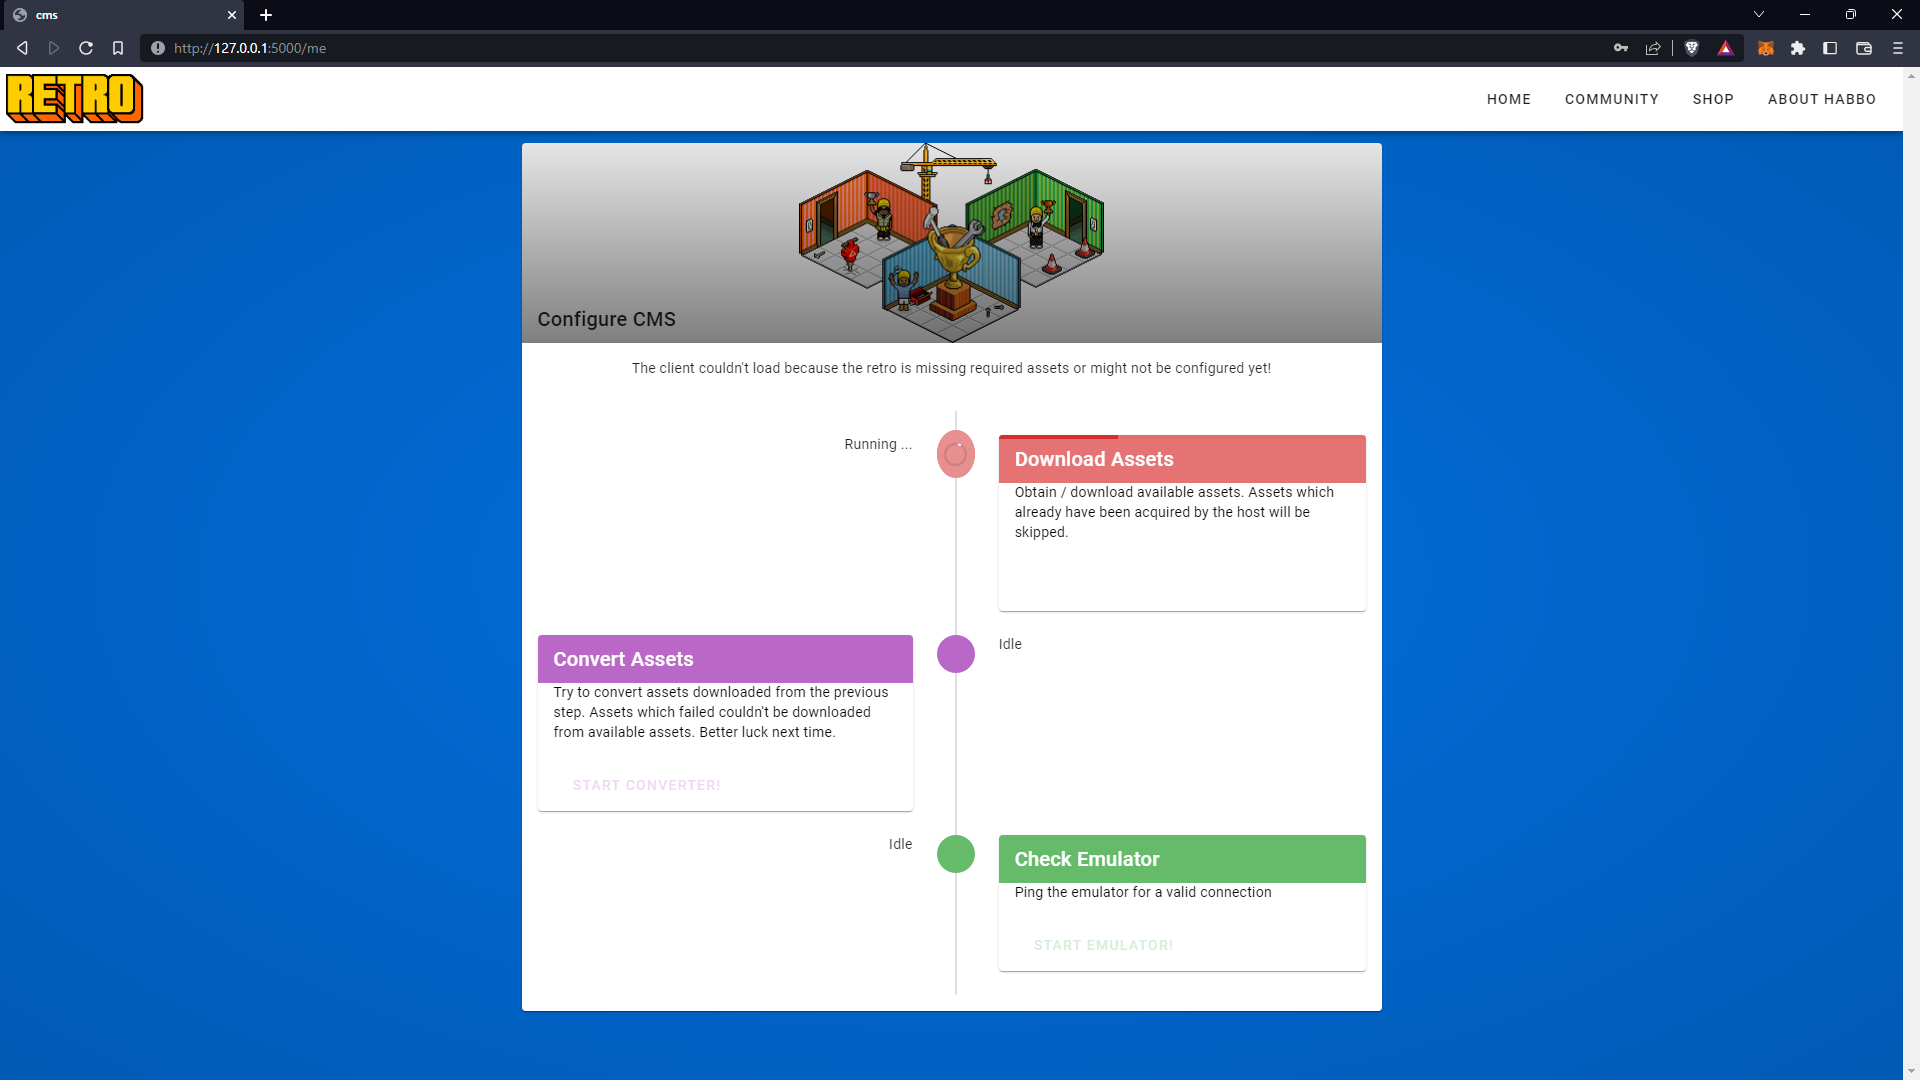 cms
http://127.0.0.1:5000/me
RETRO
HOME
COMMUNITY
SHOP
ABOUT HABBO
Configure CMS
The client couldn't load because the retro is missing required assets or might not be configured yet!
Running ...
Download Assets
Obtain / download available assets. Assets which
already have been acquired by the host will be
skipped.
Convert Assets
Idle
Try to convert assets downloaded from the previous
step. Assets which failed couldn't be downloaded
from available assets. Better luck next time.
START CONVERTER!
Idle
Check Emulator
Ping the emulator for a valid connection
START EMULATOR!